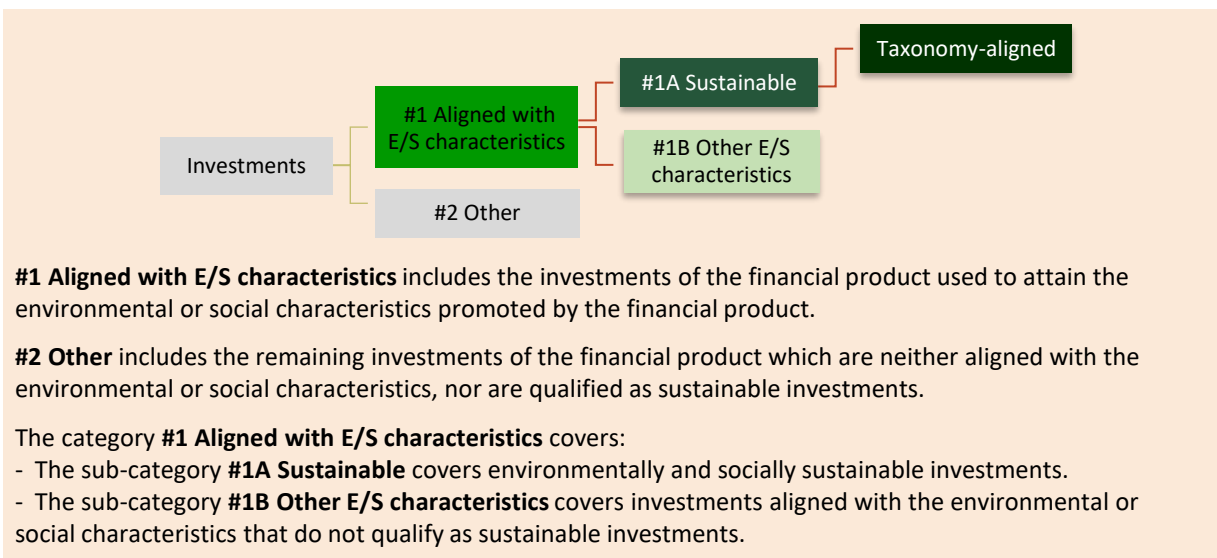 Taxonomy-aligned
#1A Sustainable
#1 Aligned with
E/S characteristics
#1B Other E/S
characteristics
Investments
#2 Other
#1 Aligned with E/S characteristics includes the investments of the financial product used to attain the
environmental or social characteristics promoted by the financial product.
#2 Other includes the remaining investments of the financial product which are neither aligned with the
environmental or social characteristics, nor are qualified as sustainable investments.
The category #1 Aligned with E/S characteristics covers:
- The sub-category #1A Sustainable covers environmentally and socially sustainable investments.
- The sub-category #1B Other E/S characteristics covers investments aligned with the environmental or
social characteristics that do not qualify as sustainable investments.